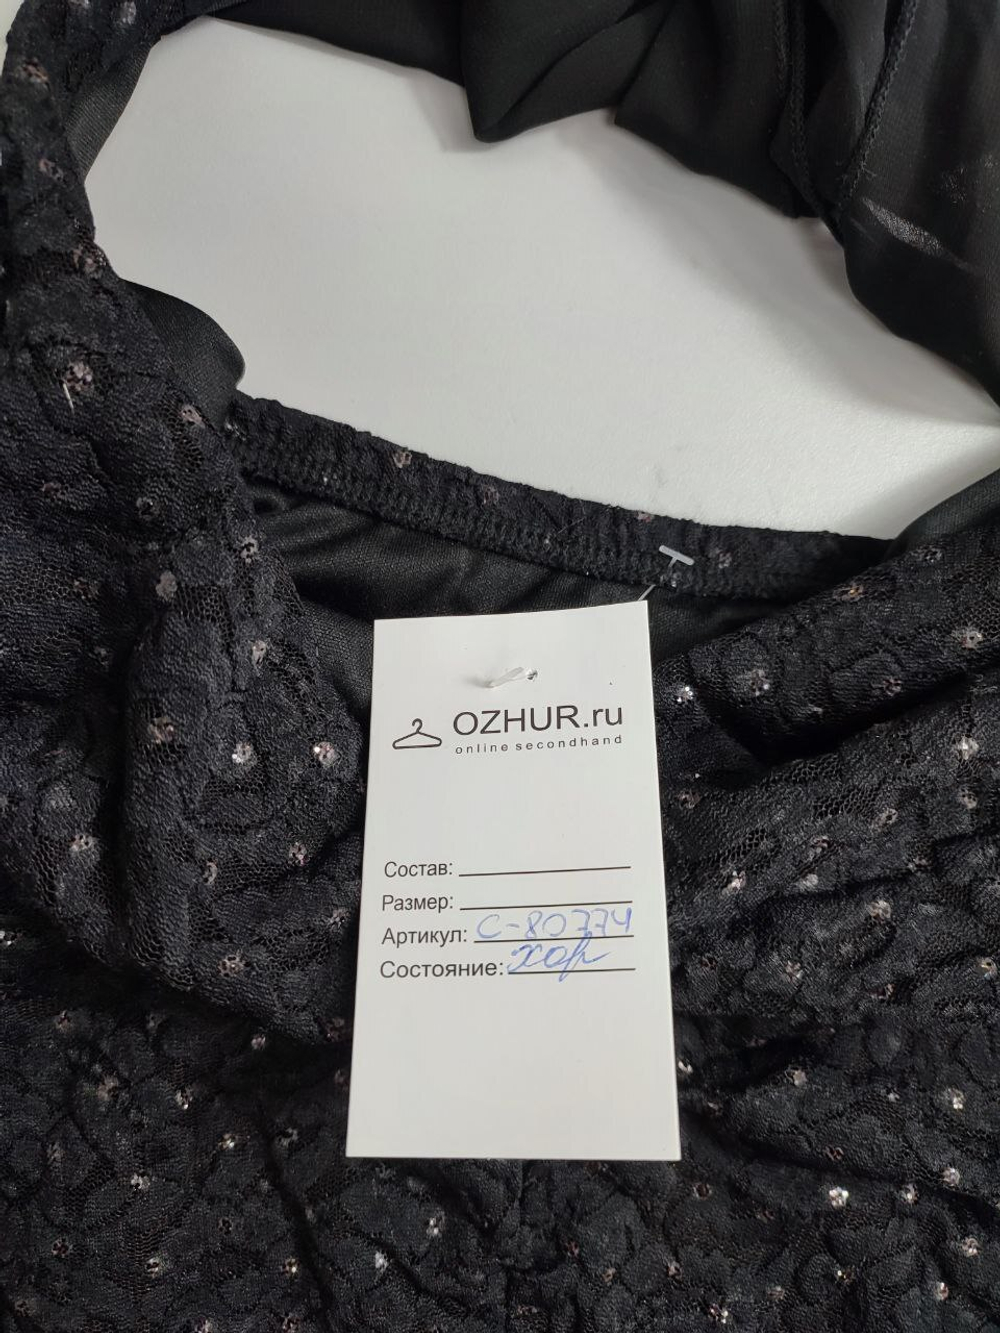 OZHUR.ru
online secondhand
Состав:
Размер:
Артикул: С-80774
Состояние: хор